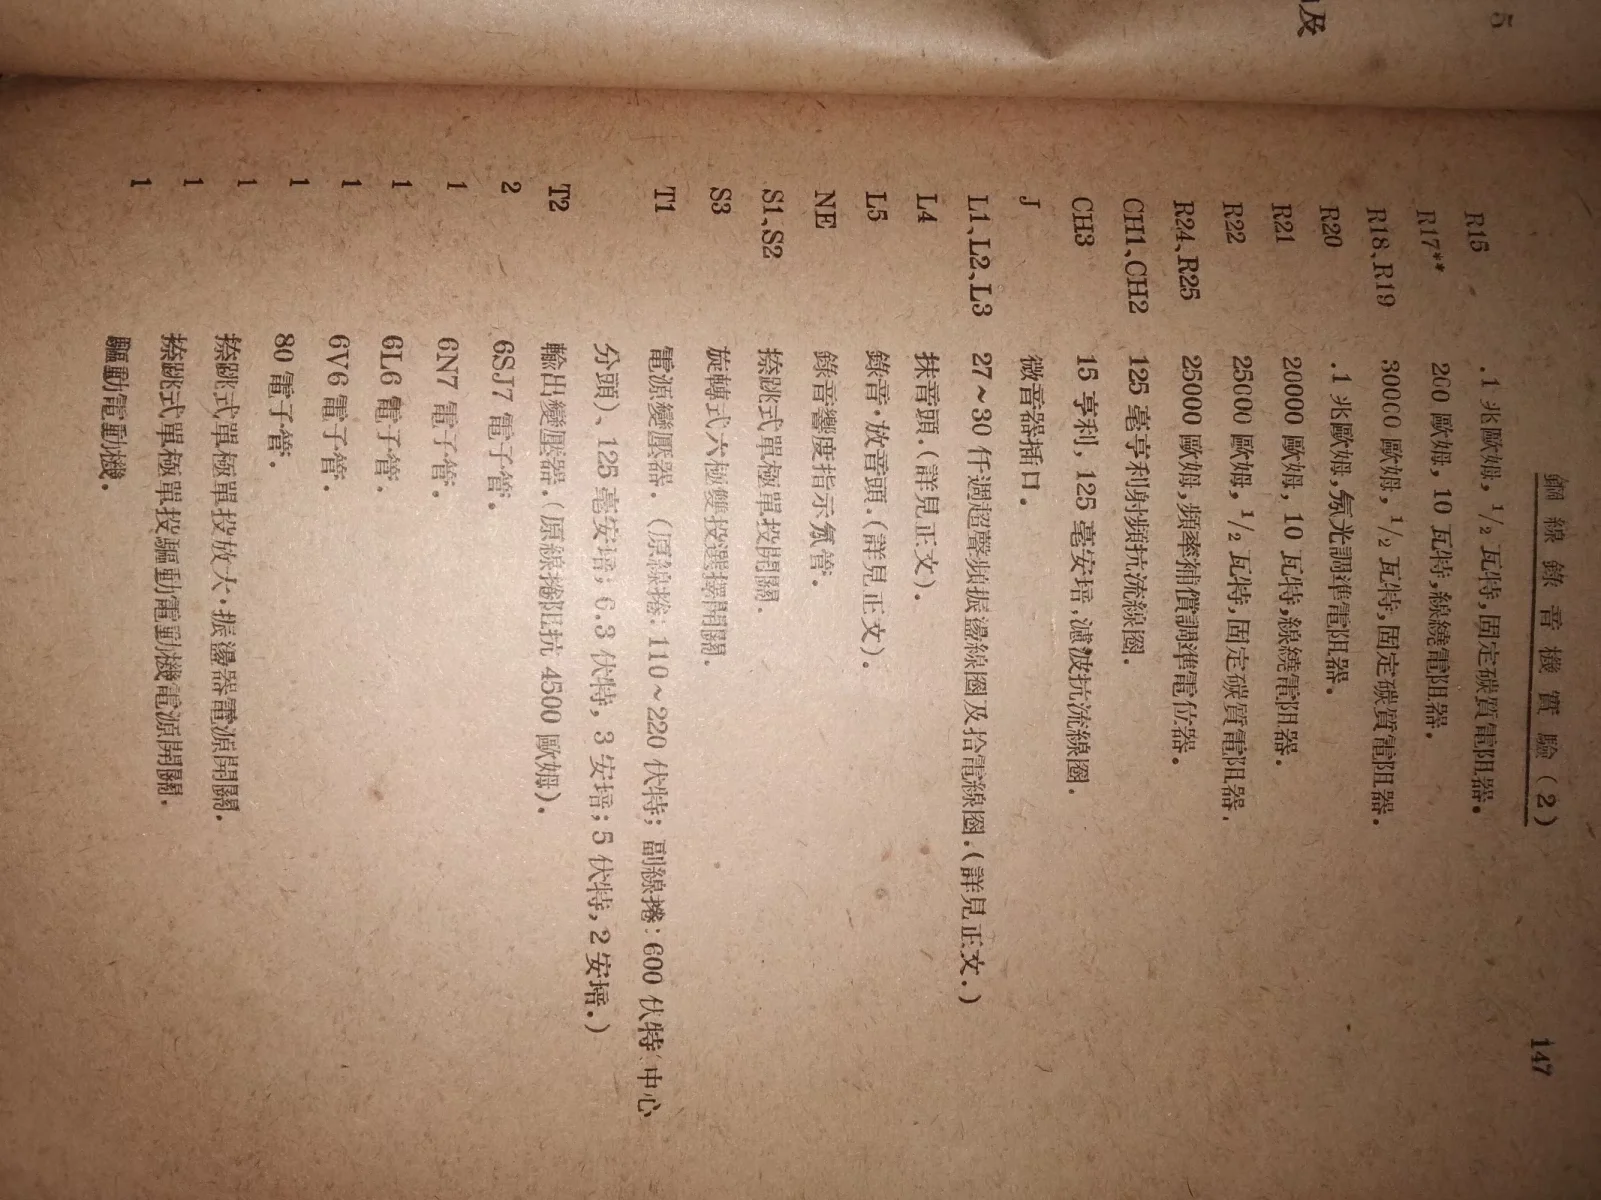 鋼線錄音機實驗（2） 147
R15 .1 兆歐姆，1/2 瓦特，固定碳質電阻器．
R17** 200 歐姆，10 瓦特，線繞電阻器．
R18、R19 30000 歐姆，1/2 瓦特，固定碳質電阻器．
R20 .1 兆歐姆，氖光調準電阻器．
R21 20000 歐姆，10 瓦特，線繞電阻器．
R22 25000 歐姆，1/2 瓦特，固定碳質電阻器．
R24、R25 25000 歐姆，頻率補償調準電位器．
CH1、CH2 125 毫亨利射頻抗流線圈．
CH3 15 亨利，125 毫安培，濾波抗流線圈．
J 微音器插口．
L1、L2、L3 27～30 仟週超聲頻振盪線圈及拾電線圈．（詳見正文．）
L4 抹音頭．（詳見正文）．
L5 錄音·放音頭．（詳見正文）．
NE 錄音響度指示氖管．
S1、S2 捺跳式單極單投開關．
S3 旋轉式六極雙投選擇開關．
T1 電源變壓器．（原線捲：110～220 伏特；副線捲：600 伏特 中心
分頭）、125 毫安培；6.3 伏特，3 安培；5 伏特，2 安培．）
T2 輸出變壓器．（原線捲阻抗 4500 歐姆）．
2 6SJ7 電子管．
1 6N7 電子管．
1 6L6 電子管．
1 6V6 電子管．
1 80 電子管．
1 捺跳式單極單投放大·振盪器電源開關．
1 捺跳式單極單投驅動電動機電源開關．
1 驅動電動機．
5
及